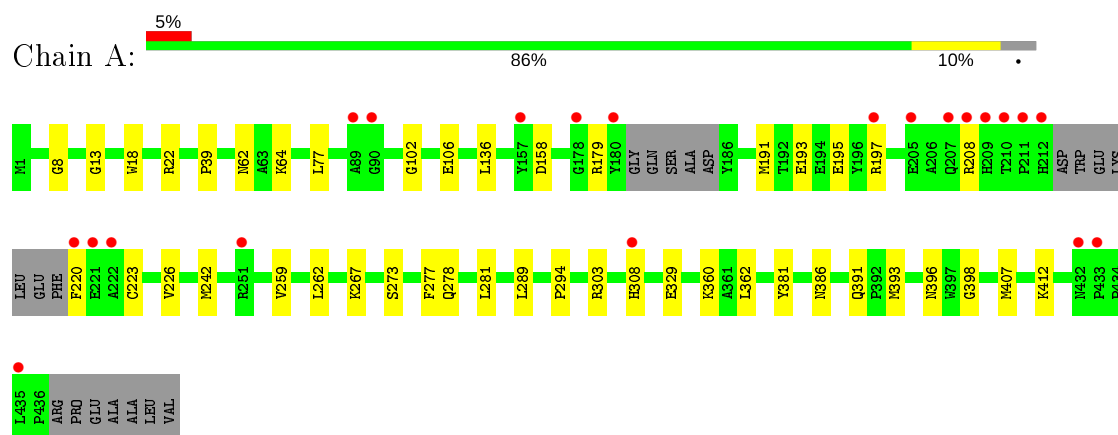 5%
Chain A:
86% 10% •
M1 G8 G13 W18 R22 P39 N62 A63 K64 L77 A89 G90 G102 E106 L136 Y157 D158 G178 R179 Y180 GLY GLN SER ALA ASP Y186 M191 T192 E193 E194 E195 Y196 R197 E205 A206 Q207 R208 H209 T210 P211 H212 ASP TRP GLU LYS
LEU GLU PHE F220 E221 A222 C223 V226 M242 R251 V259 L262 K267 S273 F277 Q278 L281 L289 P294 R303 H308 E329 K360 A361 L362 Y381 N386 Q391 P392 M393 N396 W397 G398 M407 K412 N432 P433
L435 P436 ARG PRO GLU ALA ALA LEU VAL